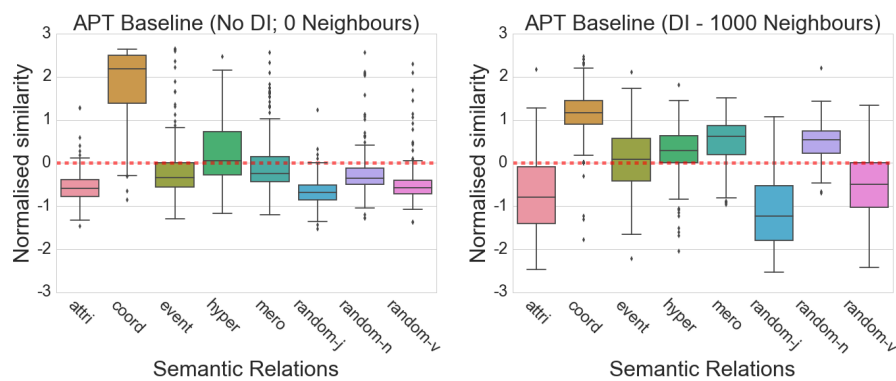 APT Baseline (No DI; 0 Neighbours)
Normalised similarity
3
2
1
0
-1
-2
-3
attri
coord
event
hyper
mero
random-j
random-n
random-v
Semantic Relations
APT Baseline (DI - 1000 Neighbours)
Normalised similarity
3
2
1
0
-1
-2
-3
attri
coord
event
hyper
mero
random-j
random-n
random-v
Semantic Relations